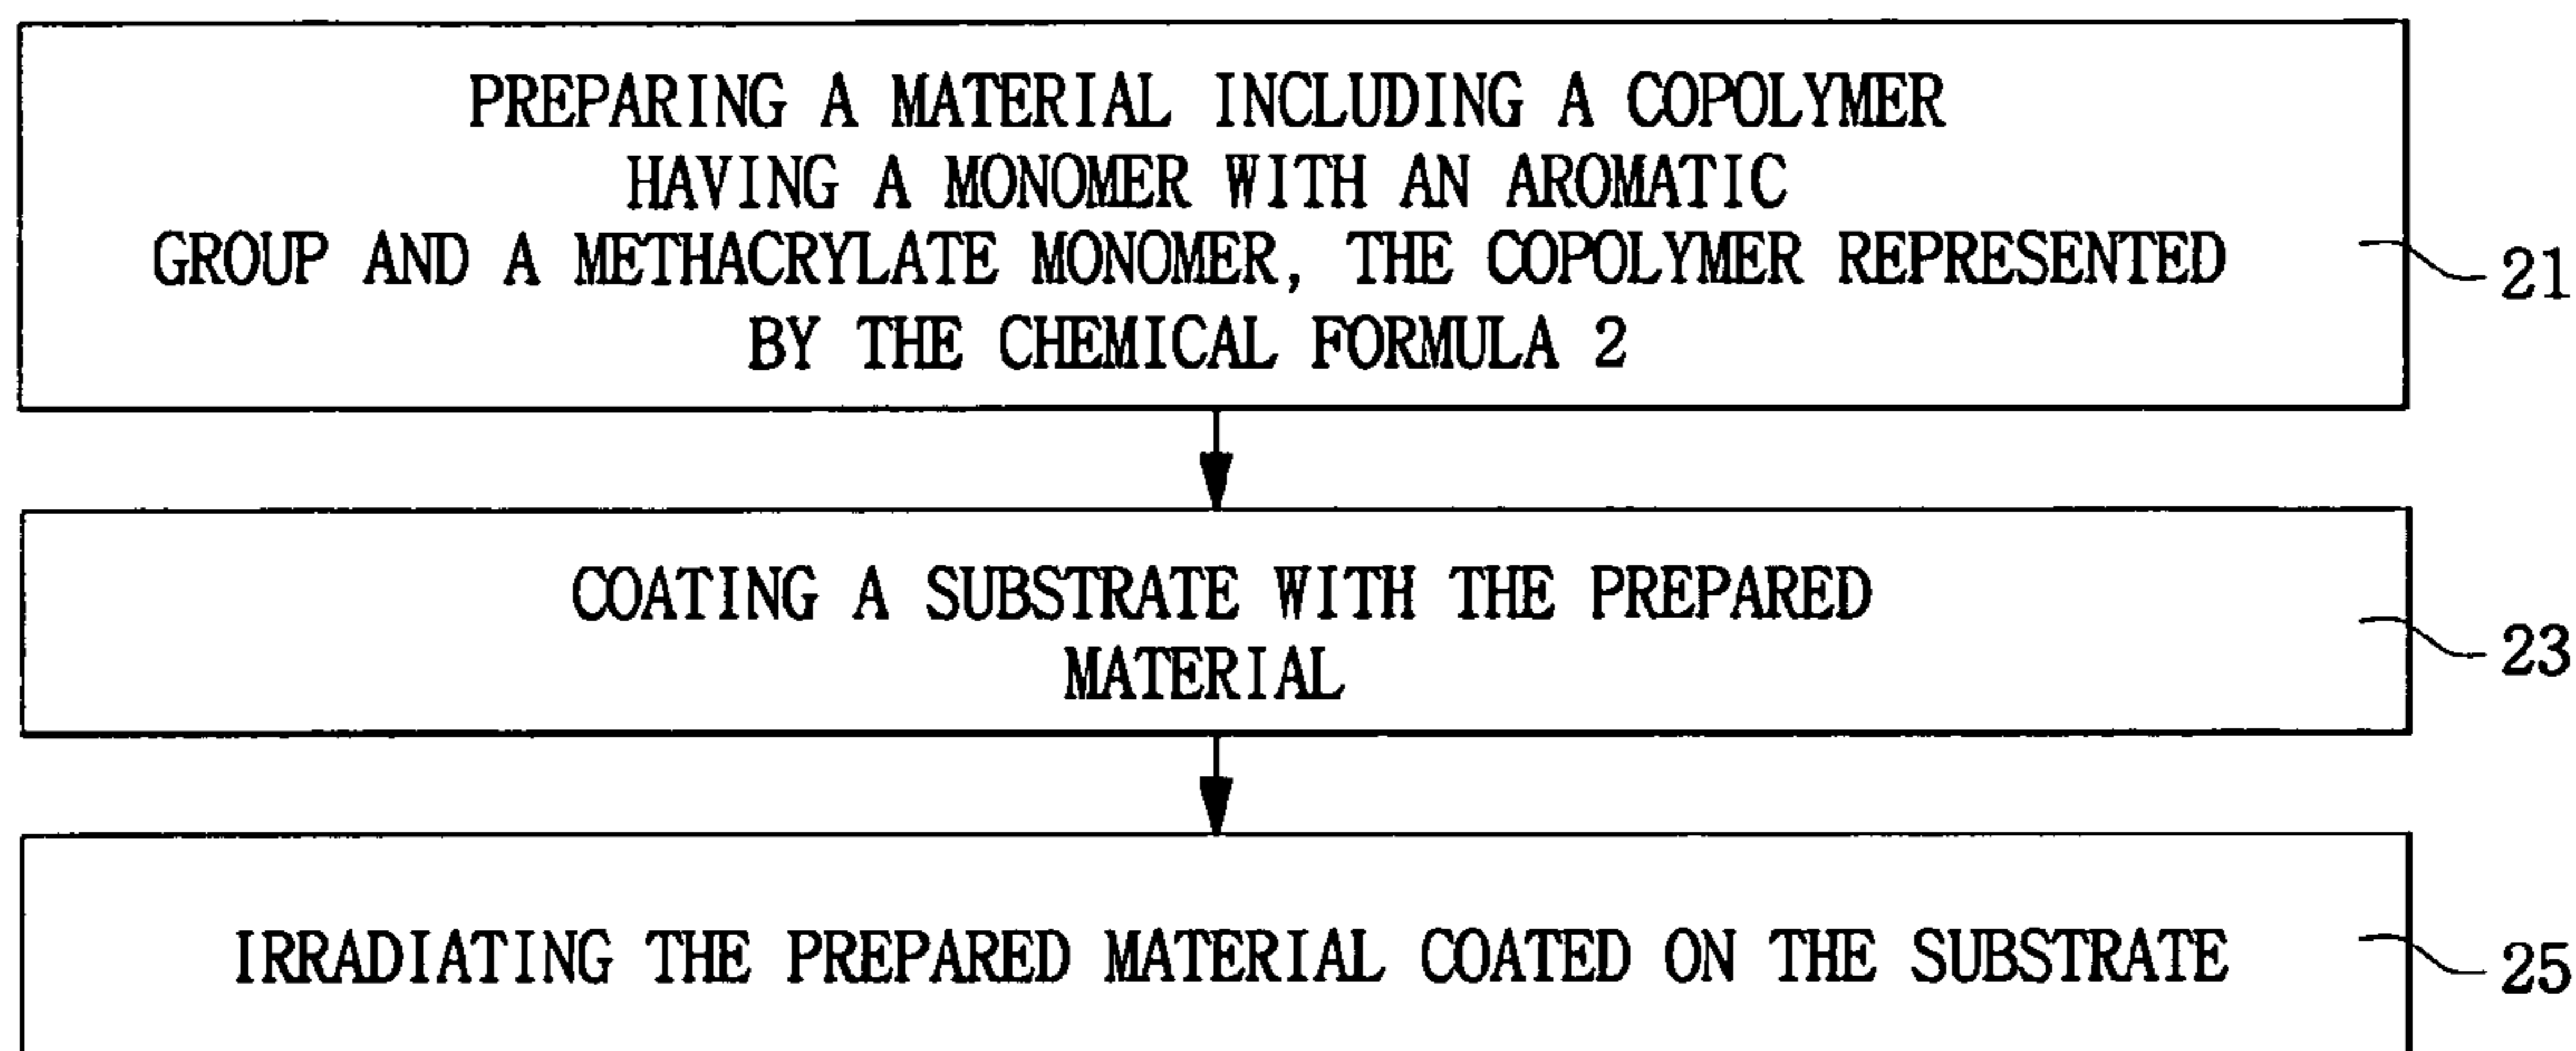 PREPARING A MATERIAL INCLUDING A COPOLYMER
HAVING A MONOMER WITH AN AROMATIC
GROUP AND A METHACRYLATE MONOMER, THE COPOLYMER REPRESENTED
BY THE CHEMICAL FORMULA 2
21
COATING A SUBSTRATE WITH THE PREPARED
MATERIAL
23
IRRADIATING THE PREPARED MATERIAL COATED ON THE SUBSTRATE
25